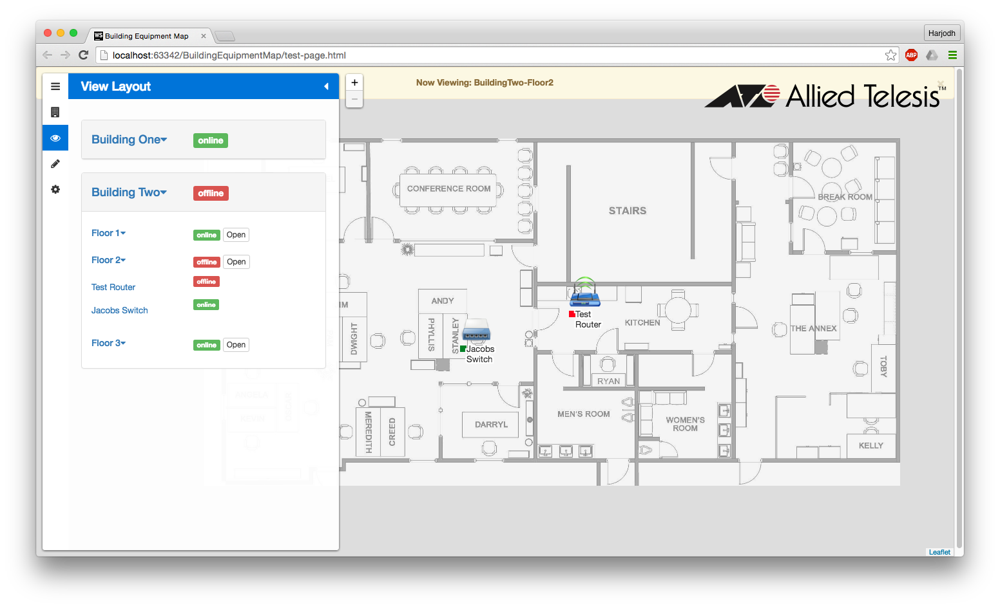 Harjodh
WS Building Equipment Map
localhost:63342/BuildingEquipmentMap/test-page.html
ABP
View Layout
+
−
Now Viewing: BuildingTwo-Floor2
×
Allied Telesis™
Building One
online
Building Two
offline
Floor 1
online
Open
Floor 2
offline
Open
Test Router
offline
Jacobs Switch
online
Floor 3
online
Open
CONFERENCE ROOM
STAIRS
BREAK ROOM
ANDY
PHYLLIS
STANLEY
DWIGHT
IM
Test
Router
Jacobs
Switch
KITCHEN
THE ANNEX
TOBY
RYAN
MEN'S ROOM
WOMEN'S
ROOM
DARRYL
MEREDITH
CREED
KELLY
ANGELA
Leaflet